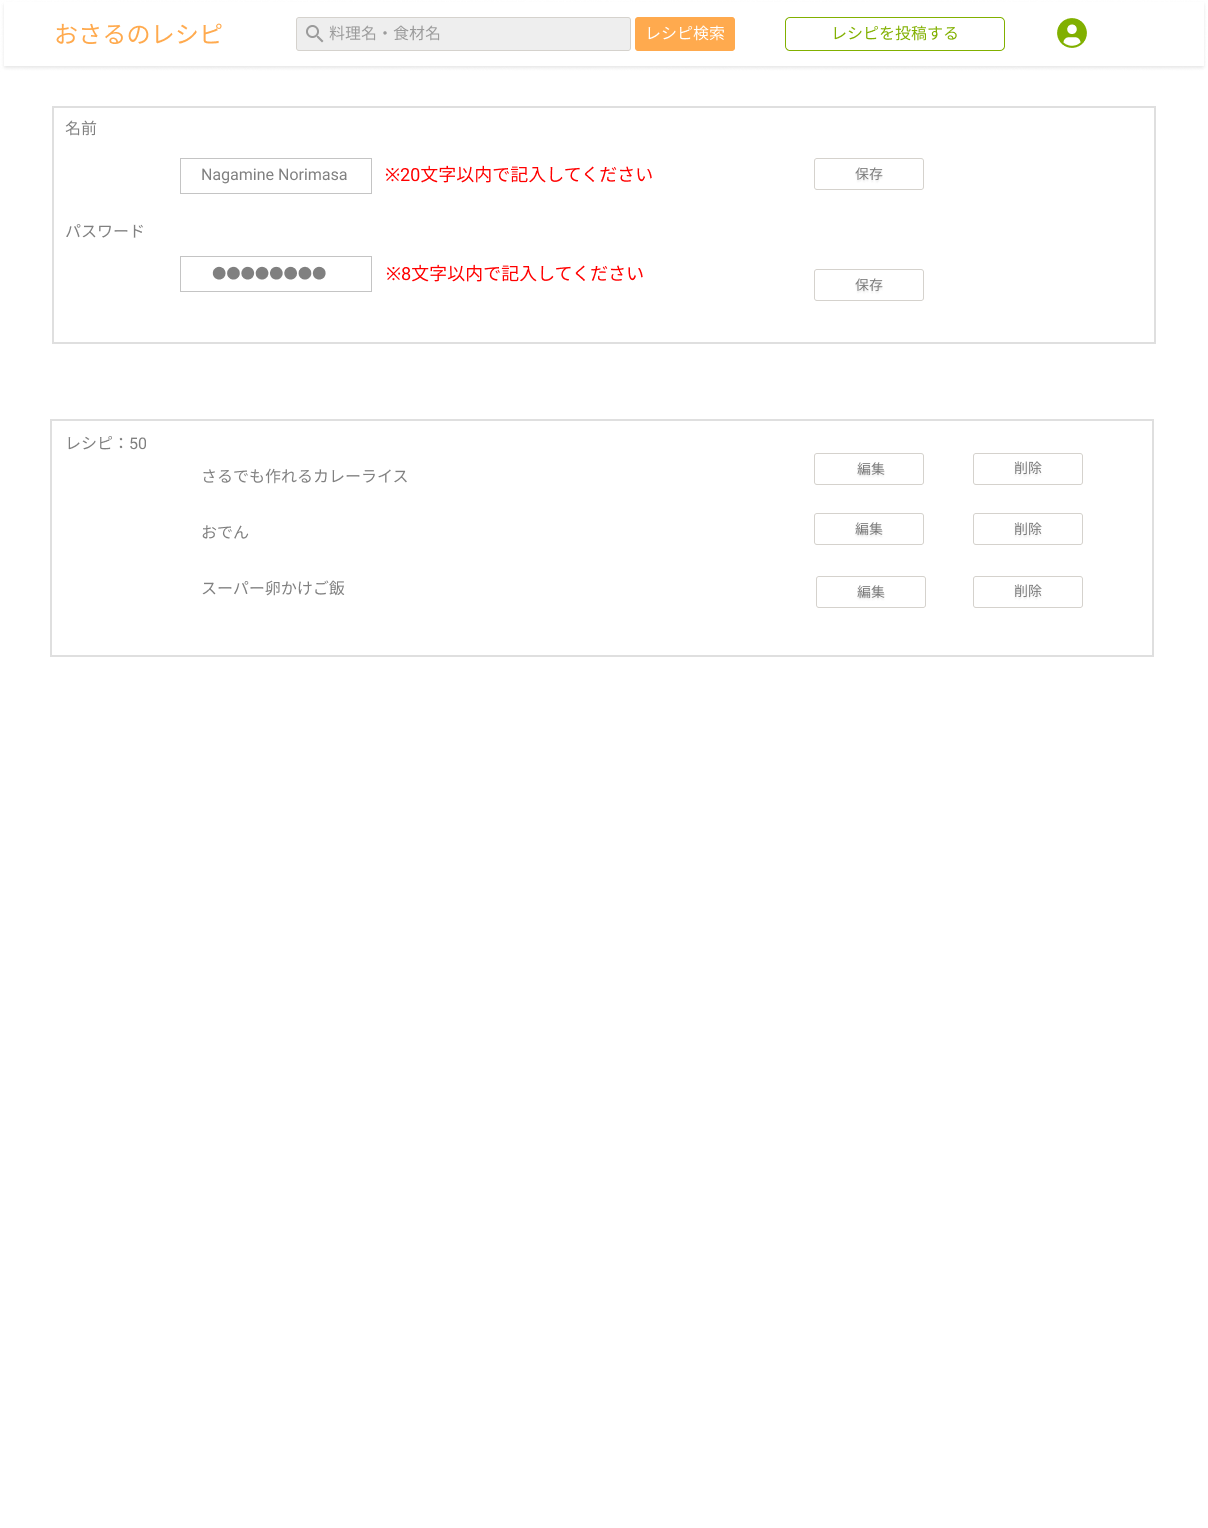 おさるのレシピ
料理名・食材名
レシピ検索
レシピを投稿する
名前
Nagamine Norimasa
※20文字以内で記入してください
保存
パスワード
●●●●●●●●
※8文字以内で記入してください
保存
レシピ：50
さるでも作れるカレーライス
編集
削除
おでん
編集
削除
スーパー卵かけご飯
編集
削除